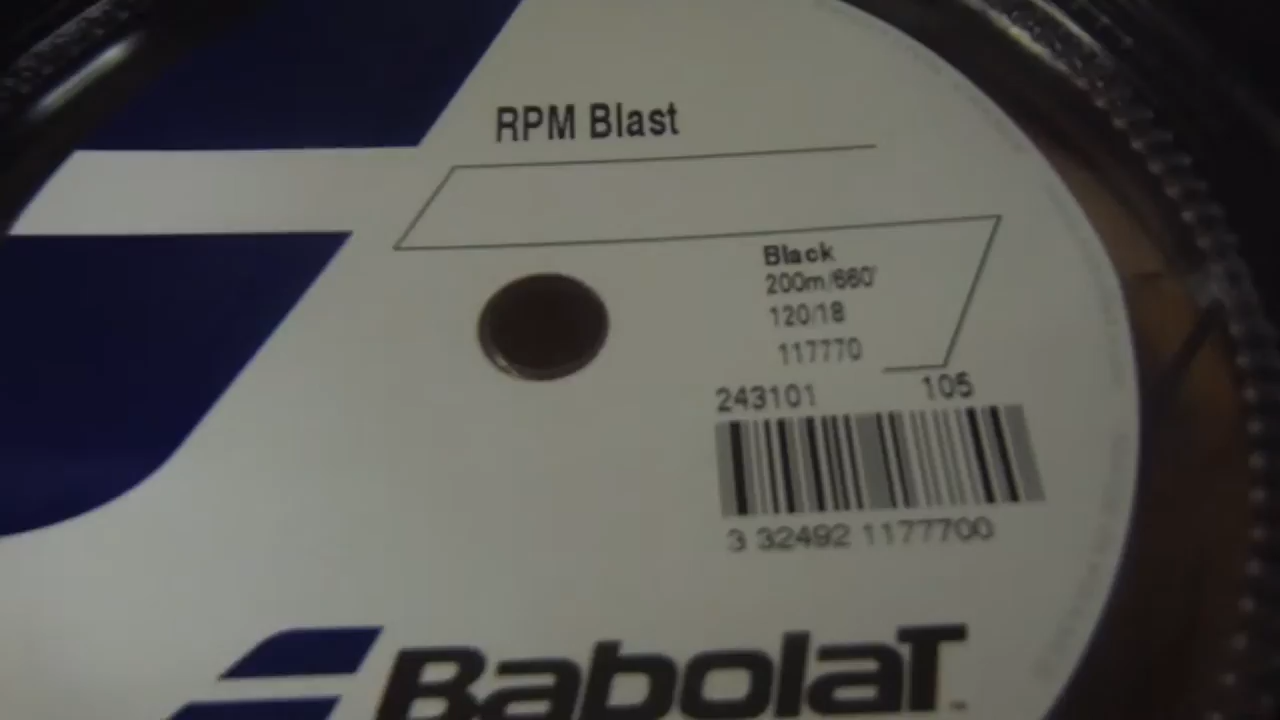 RPM Blast
Black
200m/660'
120/18
117770
243101 105
3 32492 1177700
BabolaT